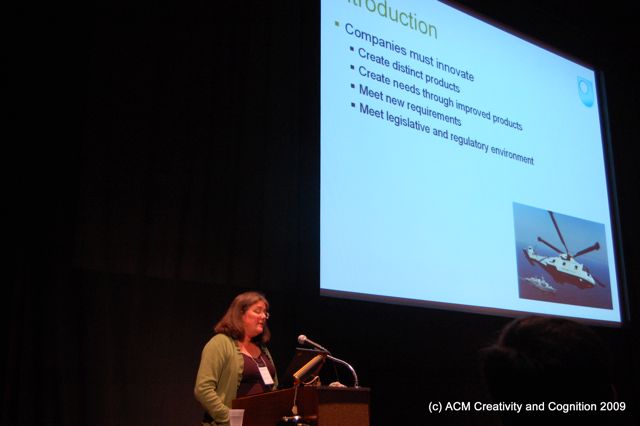 ntroduction
Companies must innovate
Create distinct products
Create needs through improved products
Meet new requirements
Meet legislative and regulatory environment
(c) ACM Creativity and Cognition 2009